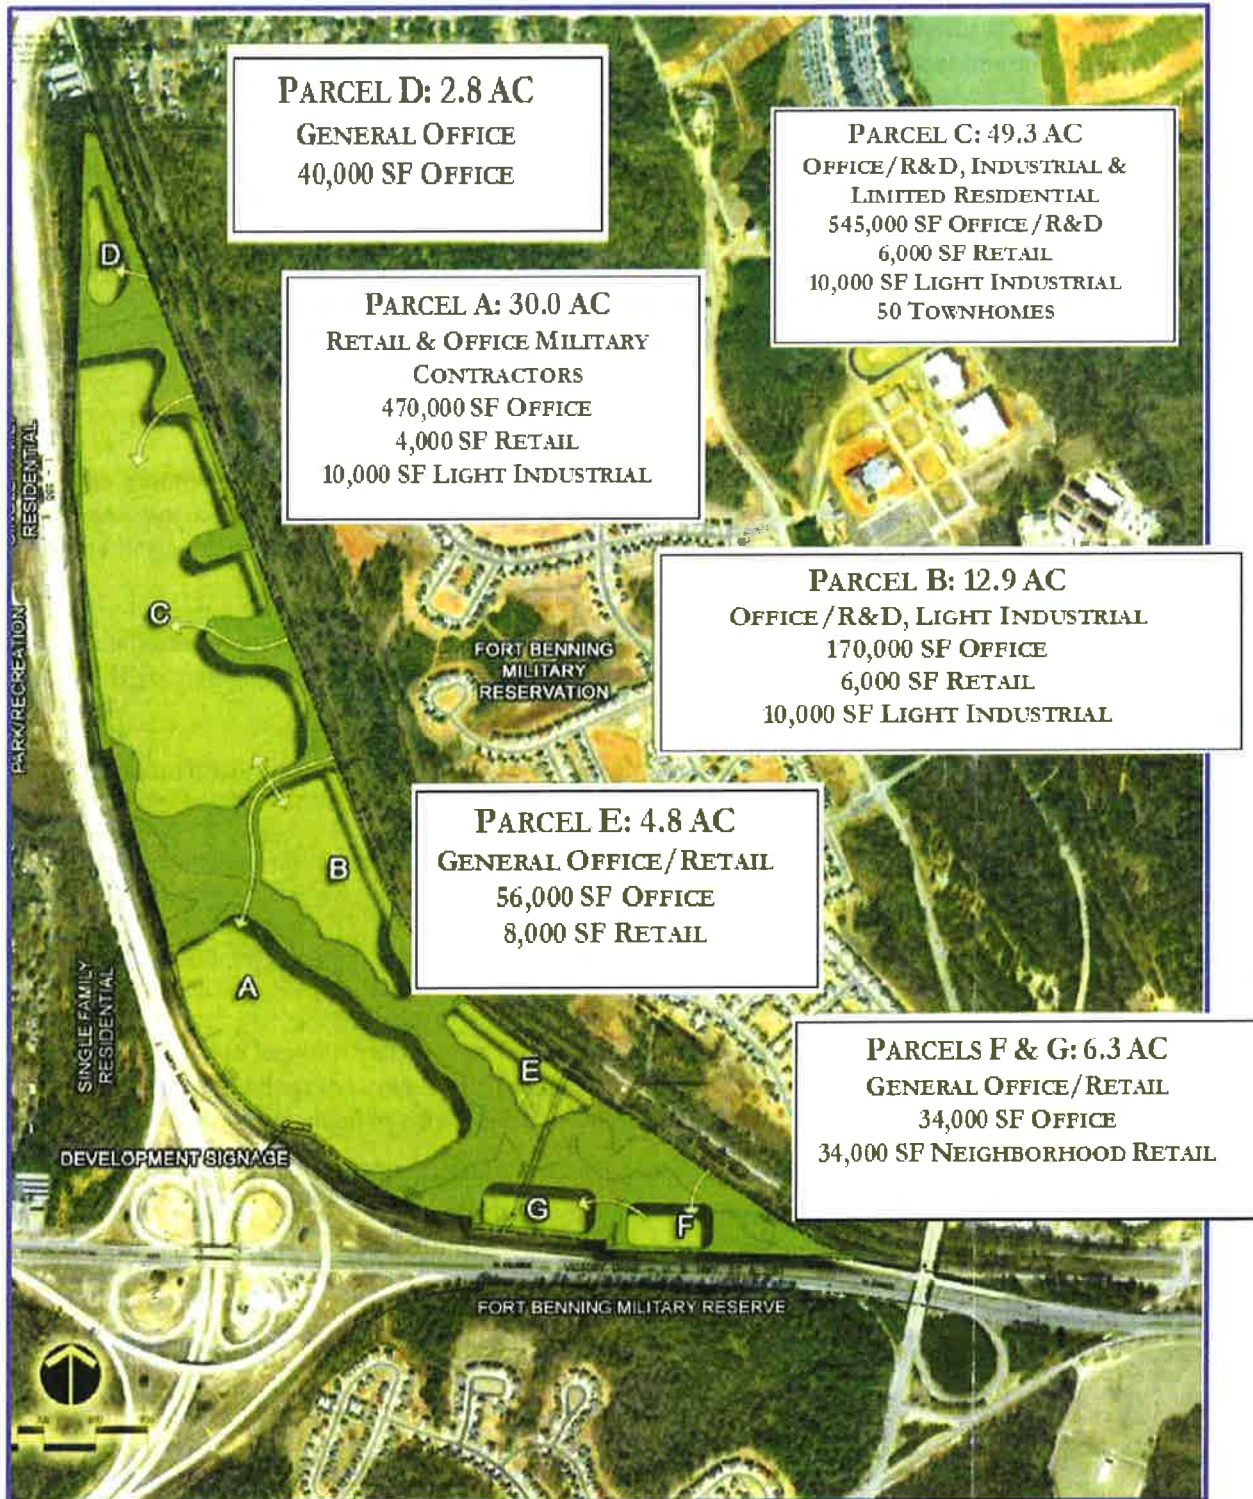 PARCEL D: 2.8 AC
GENERAL OFFICE
40,000 SF OFFICE
PARCEL C: 49.3 AC
OFFICE/R&D, INDUSTRIAL &
LIMITED RESIDENTIAL
545,000 SF OFFICE/R&D
6,000 SF RETAIL
10,000 SF LIGHT INDUSTRIAL
50 TOWNHOMES
D
PARCEL A: 30.0 AC
RETAIL & OFFICE MILITARY
CONTRACTORS
470,000 SF OFFICE
4,000 SF RETAIL
10,000 SF LIGHT INDUSTRIAL
RESIDENTIAL
PARCEL B: 12.9 AC
OFFICE/R&D, LIGHT INDUSTRIAL
170,000 SF OFFICE
6,000 SF RETAIL
10,000 SF LIGHT INDUSTRIAL
C
FORT BENNING
MILITARY
RESERVATION
PARK/RECREATION
PARCEL E: 4.8 AC
GENERAL OFFICE/RETAIL
56,000 SF OFFICE
8,000 SF RETAIL
B
A
SINGLE FAMILY
RESIDENTIAL
E
PARCELS F & G: 6.3 AC
GENERAL OFFICE/RETAIL
34,000 SF OFFICE
34,000 SF NEIGHBORHOOD RETAIL
DEVELOPMENT SIGNAGE
G
F
FORT BENNING MILITARY RESERVE